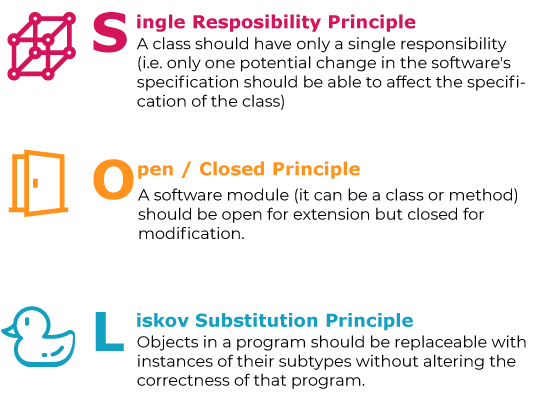 Single Resposibility Principle
A class should have only a single responsibility
(i.e. only one potential change in the software's
specification should be able to affect the specifi-
cation of the class)
Open / Closed Principle
A software module (it can be a class or method)
should be open for extension but closed for
modification.
Liskov Substitution Principle
Objects in a program should be replaceable with
instances of their subtypes without altering the
correctness of that program.